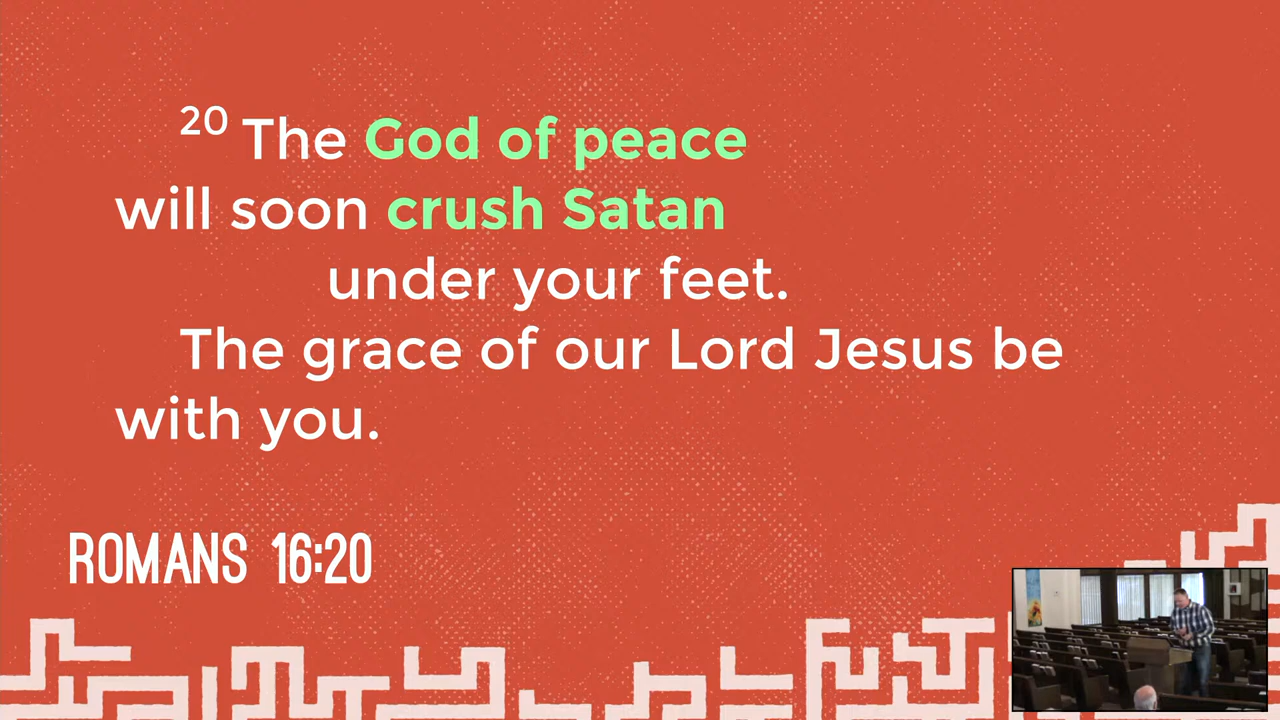 20 The God of peace
will soon crush Satan
under your feet.
The grace of our Lord Jesus be
with you.
ROMANS 16:20